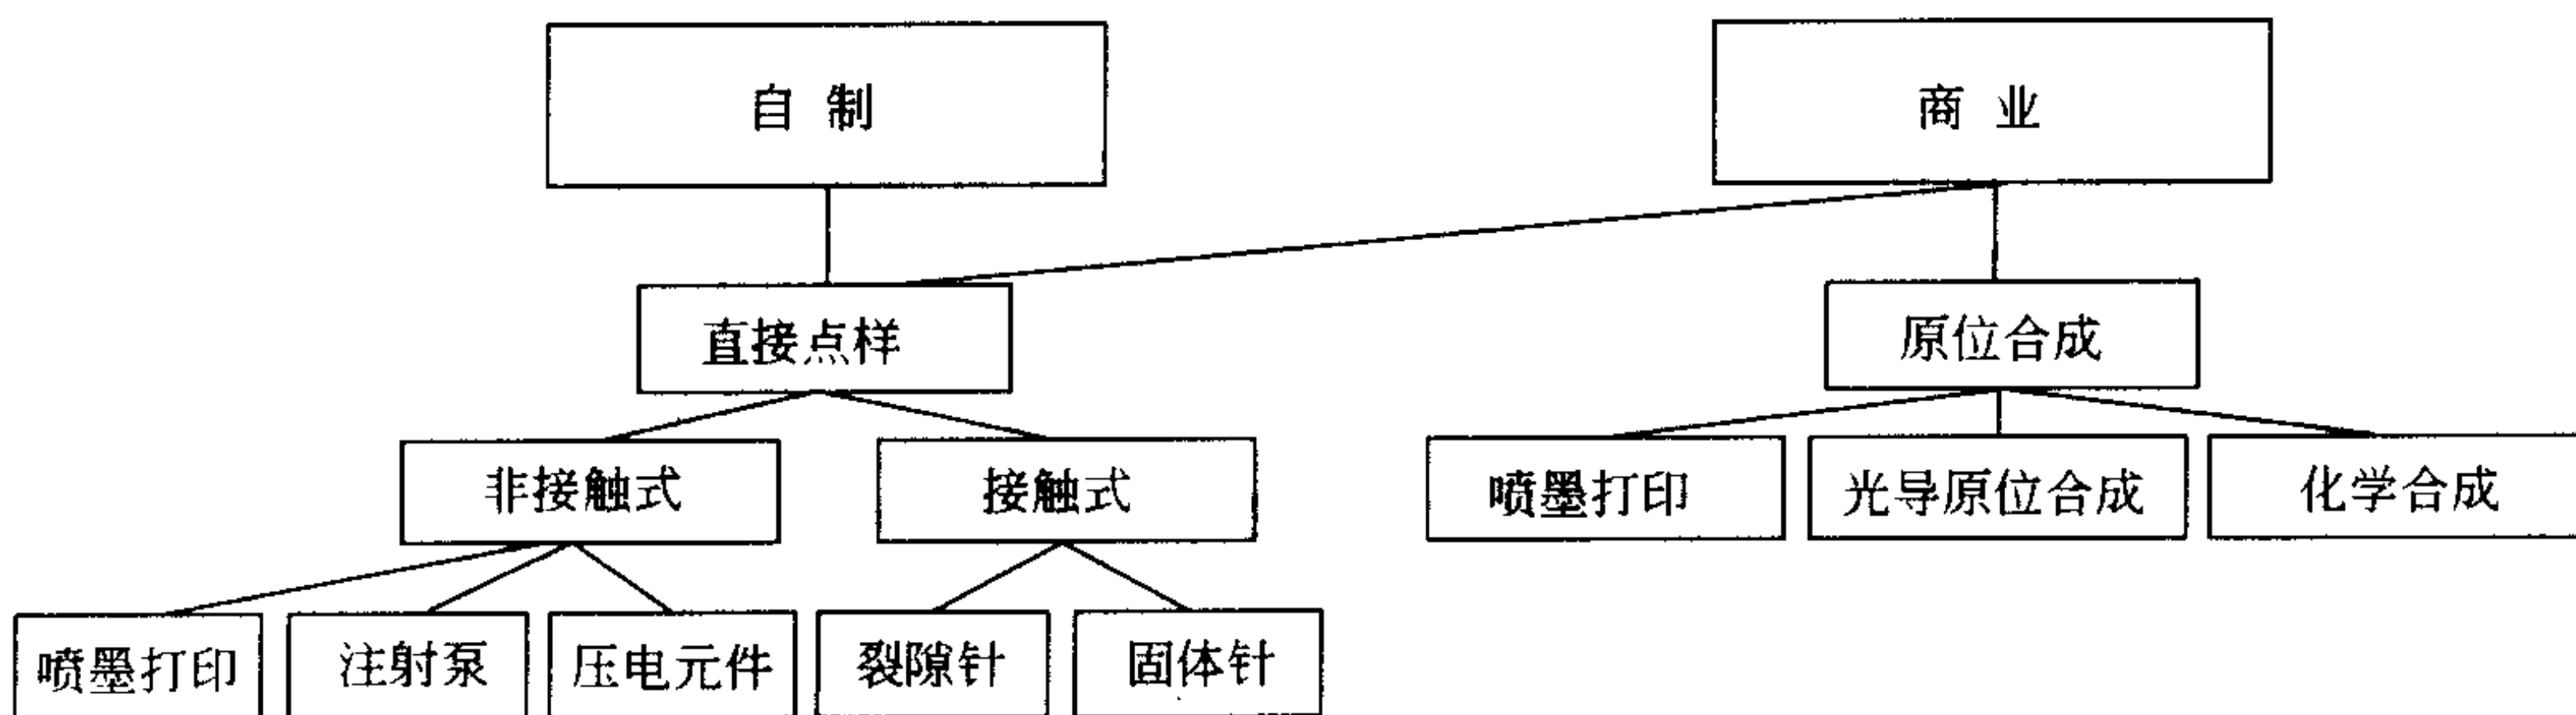 自 制
商 业
直接点样
原位合成
非接触式
接触式
喷墨打印
光导原位合成
化学合成
喷墨打印
注射泵
压电元件
裂隙针
固体针